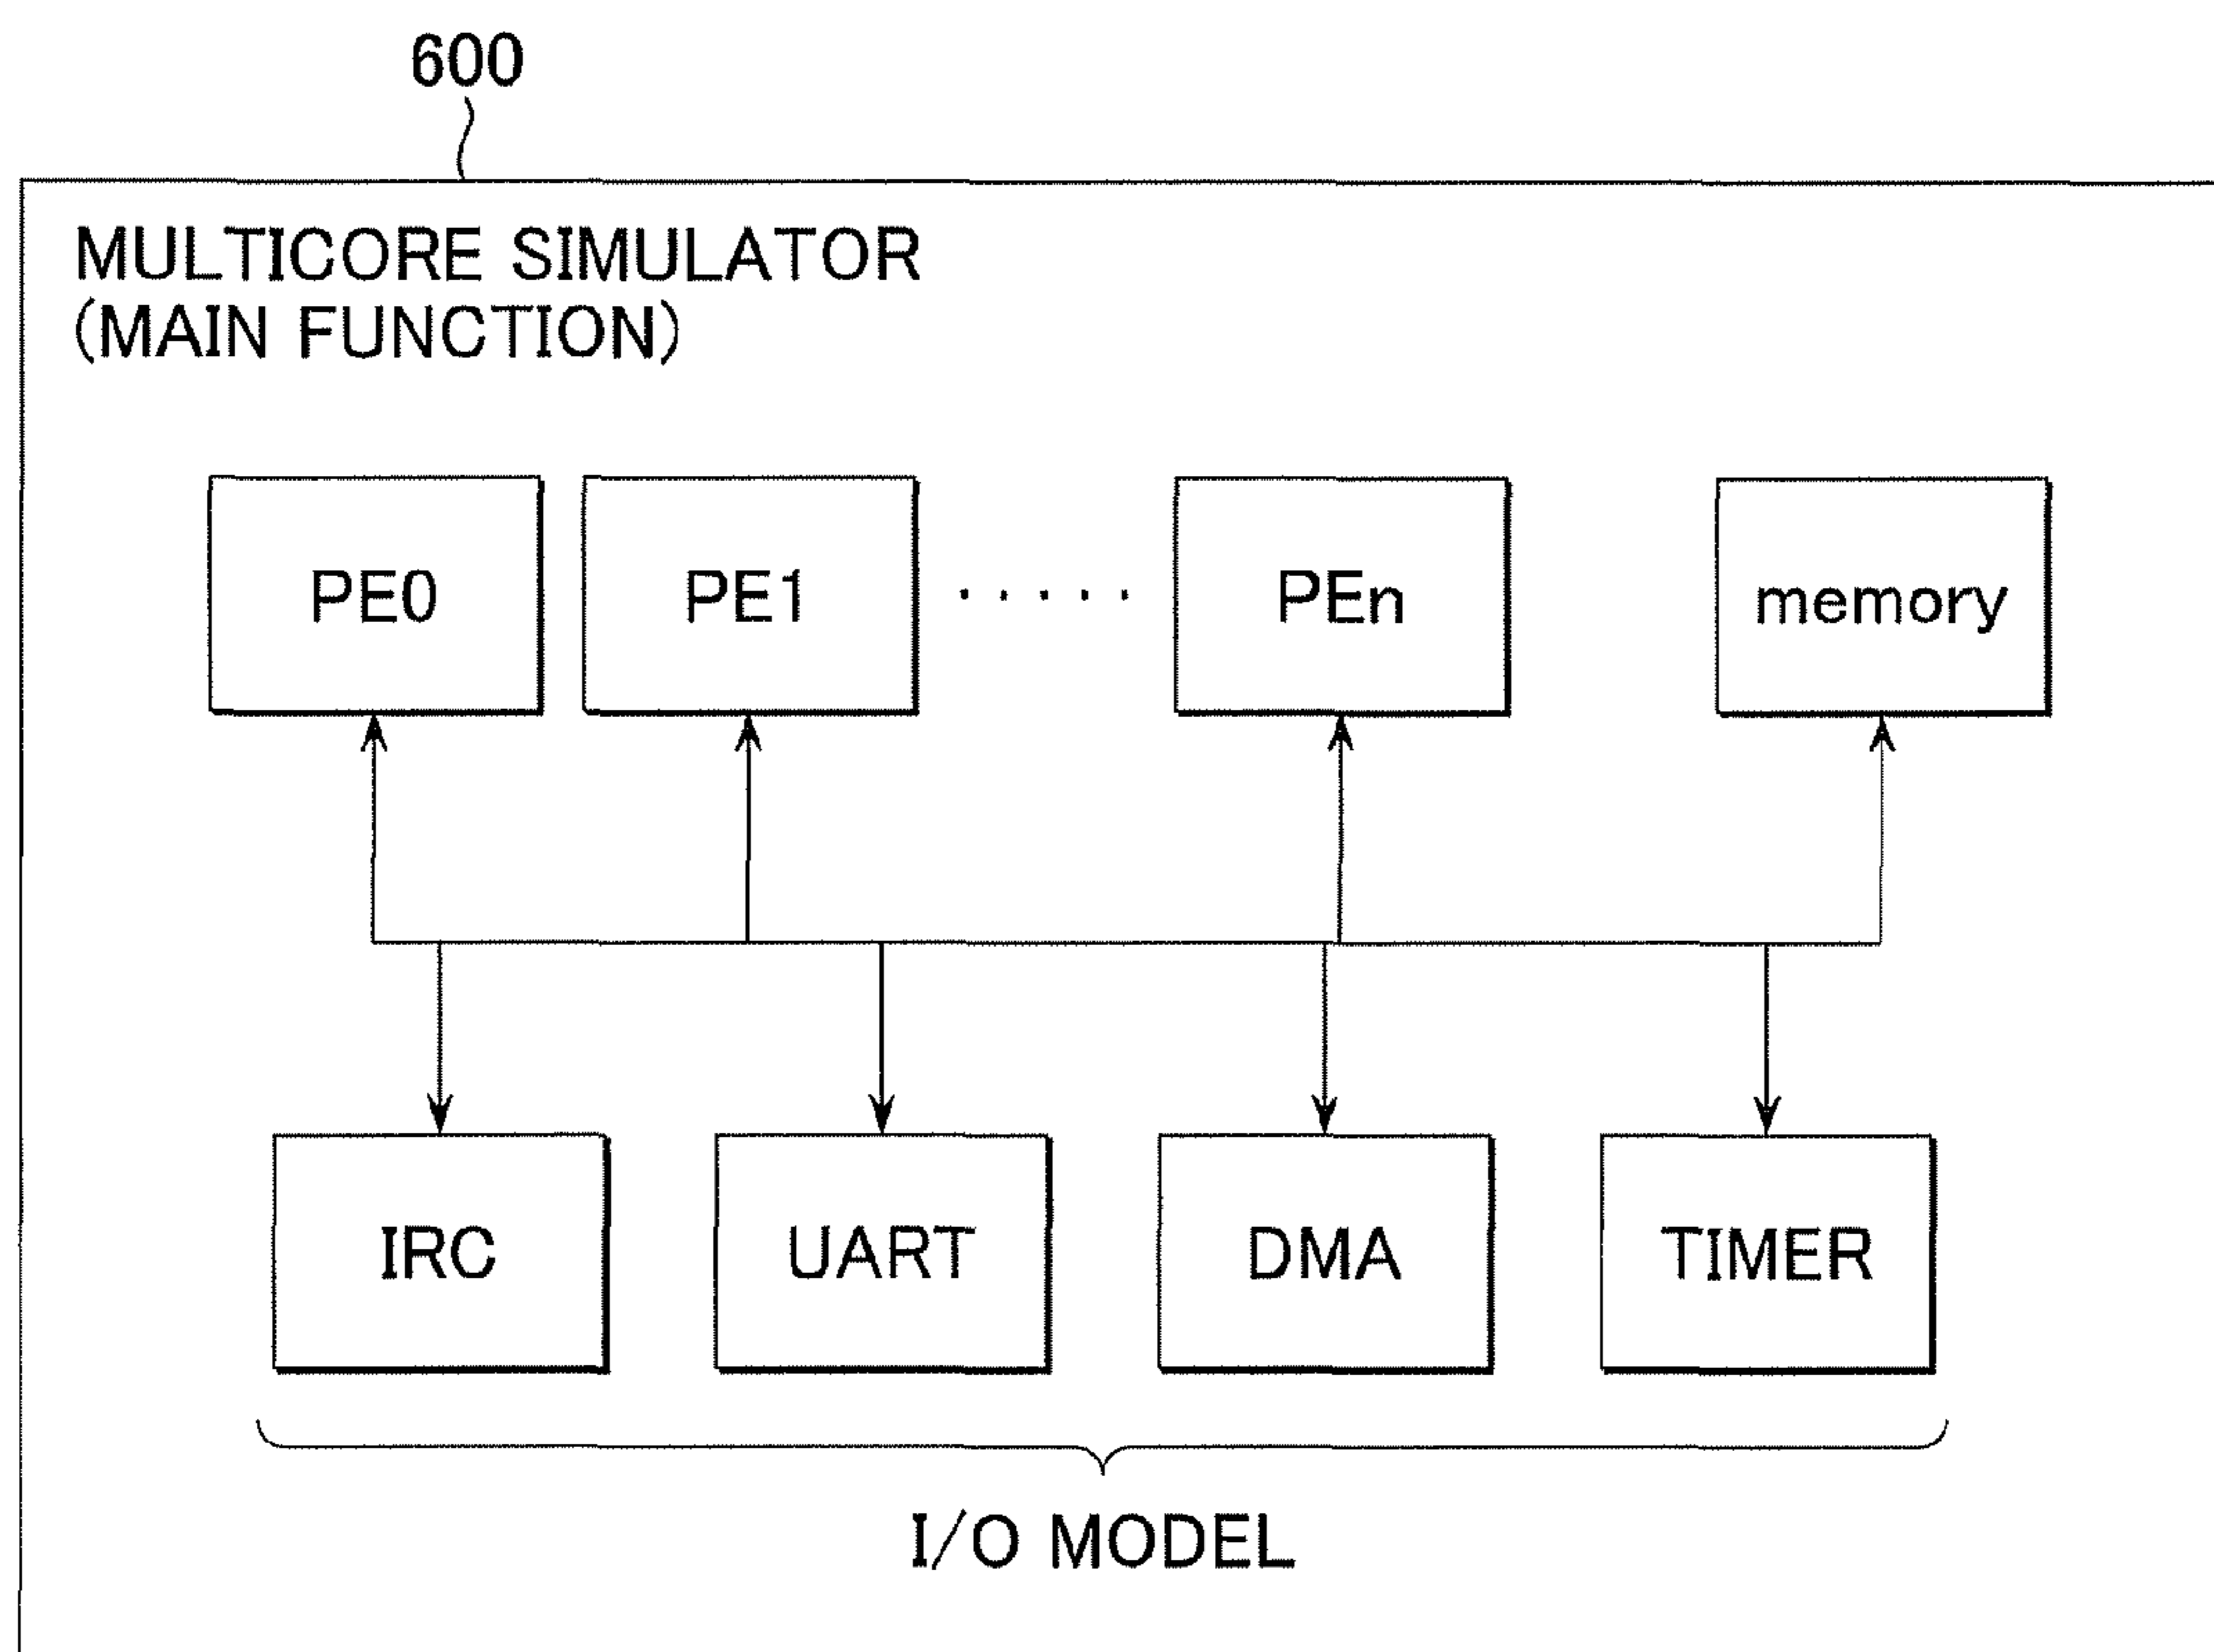 600
MULTICORE SIMULATOR
(MAIN FUNCTION)
PE0
PE1
.....
PEn
memory
IRC
UART
DMA
TIMER
I/O MODEL